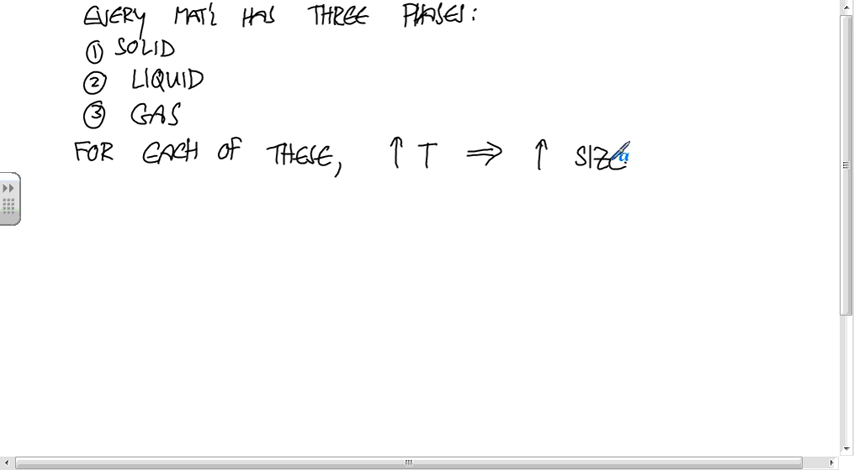 EVERY MAT'L HAS THREE PHASES:
① SOLID
② LIQUID
③ GAS
FOR EACH OF THESE, ↑ T ⇒ ↑ SIZE